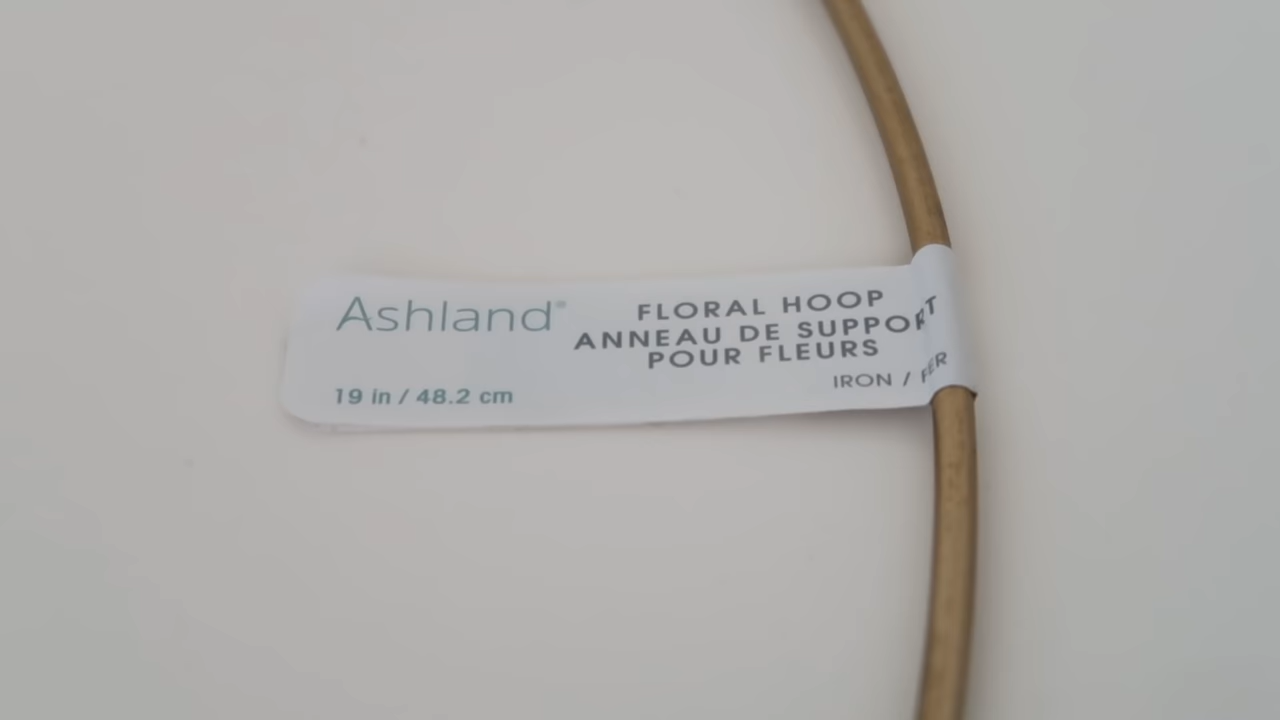 Ashland®
FLORAL HOOP
ANNEAU DE SUPPORT
POUR FLEURS
19 in / 48.2 cm
IRON / FER